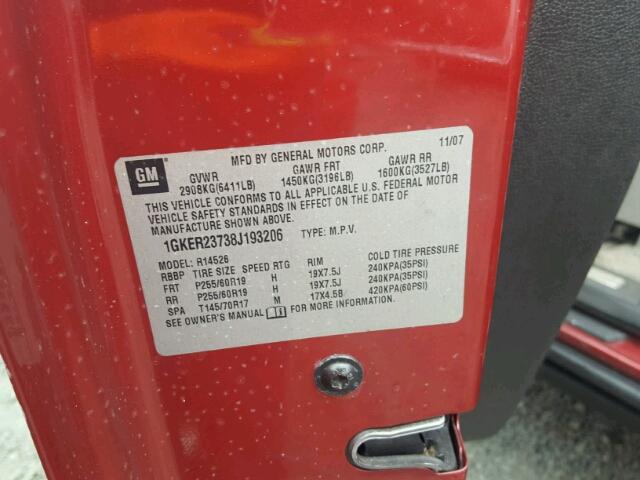 GM
MFD BY GENERAL MOTORS CORP. 11/07
GVWR GAWR FRT GAWR RR
2908KG(6411LB) 1450KG(3196LB) 1600KG(3527LB)
THIS VEHICLE CONFORMS TO ALL APPLICABLE U.S. FEDERAL MOTOR
VEHICLE SAFETY STANDARDS IN EFFECT ON THE DATE OF
MANUFACTURE SHOWN ABOVE.
1GKER23738J193206 TYPE: M.P.V.
MODEL: R14526
RBBP TIRE SIZE SPEED RTG RIM COLD TIRE PRESSURE
FRT P255/60R19 H 19X7.5J 240KPA(35PSI)
RR P255/60R19 H 19X7.5J 240KPA(35PSI)
SPA T145/70R17 M 17X4.5B 420KPA(60PSI)
SEE OWNER'S MANUAL FOR MORE INFORMATION.